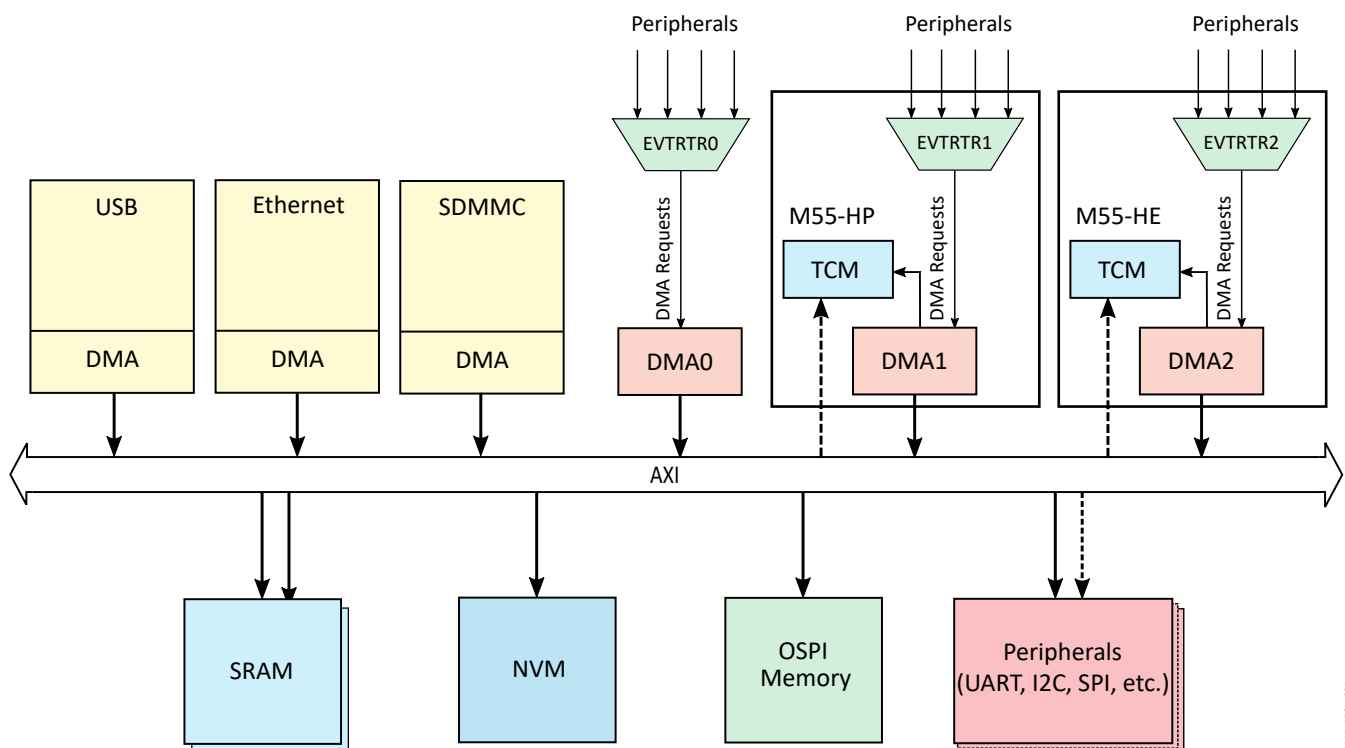 Peripherals
Peripherals
Peripherals
EVTRTR0
EVTRTR1
EVTRTR2
USB
Ethernet
SDMMC
DMA Requests
M55-HP
DMA Requests
M55-HE
DMA Requests
TCM
TCM
DMA
DMA
DMA
DMA0
DMA1
DMA2
AXI
SRAM
NVM
OSPI
Memory
Peripherals
(UART, I2C, SPI, etc.)